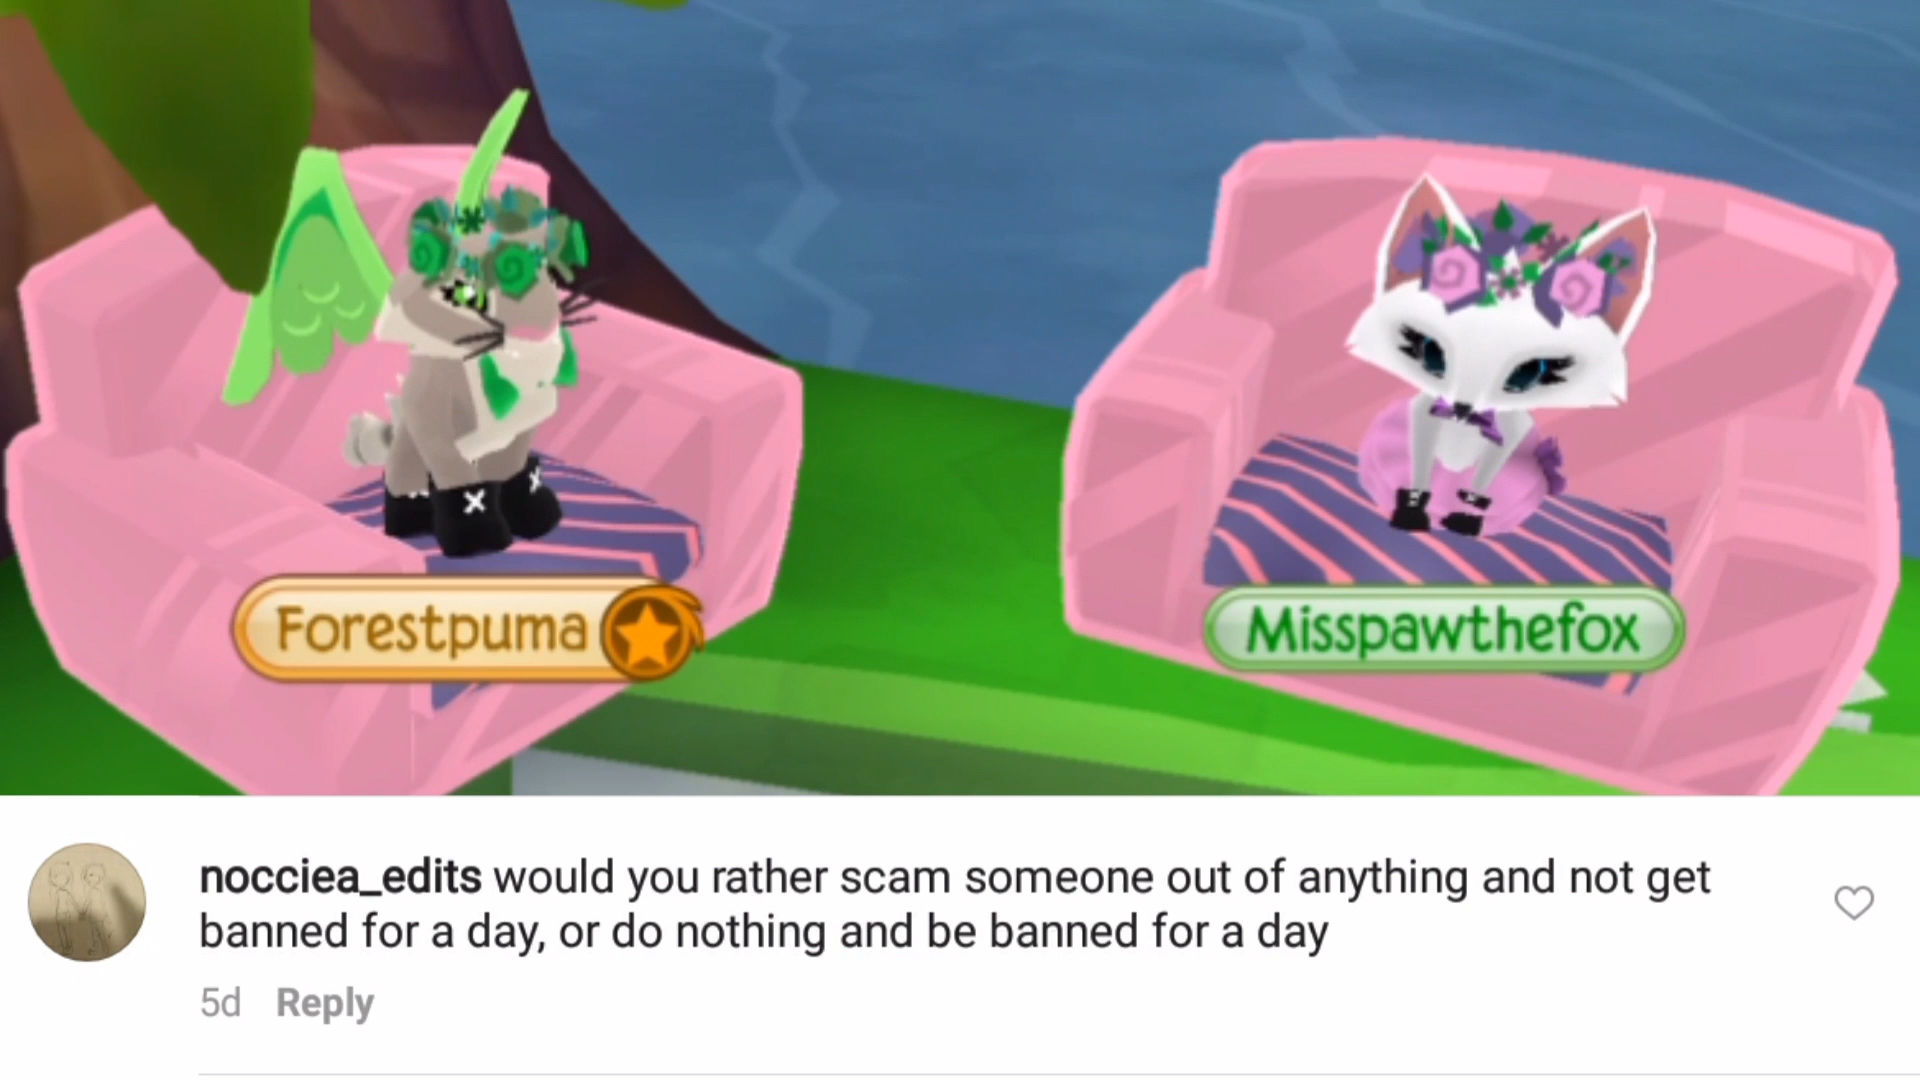 Forestpuma
Misspawthefox
nocciea_edits would you rather scam someone out of anything and not get
banned for a day, or do nothing and be banned for a day
5d Reply